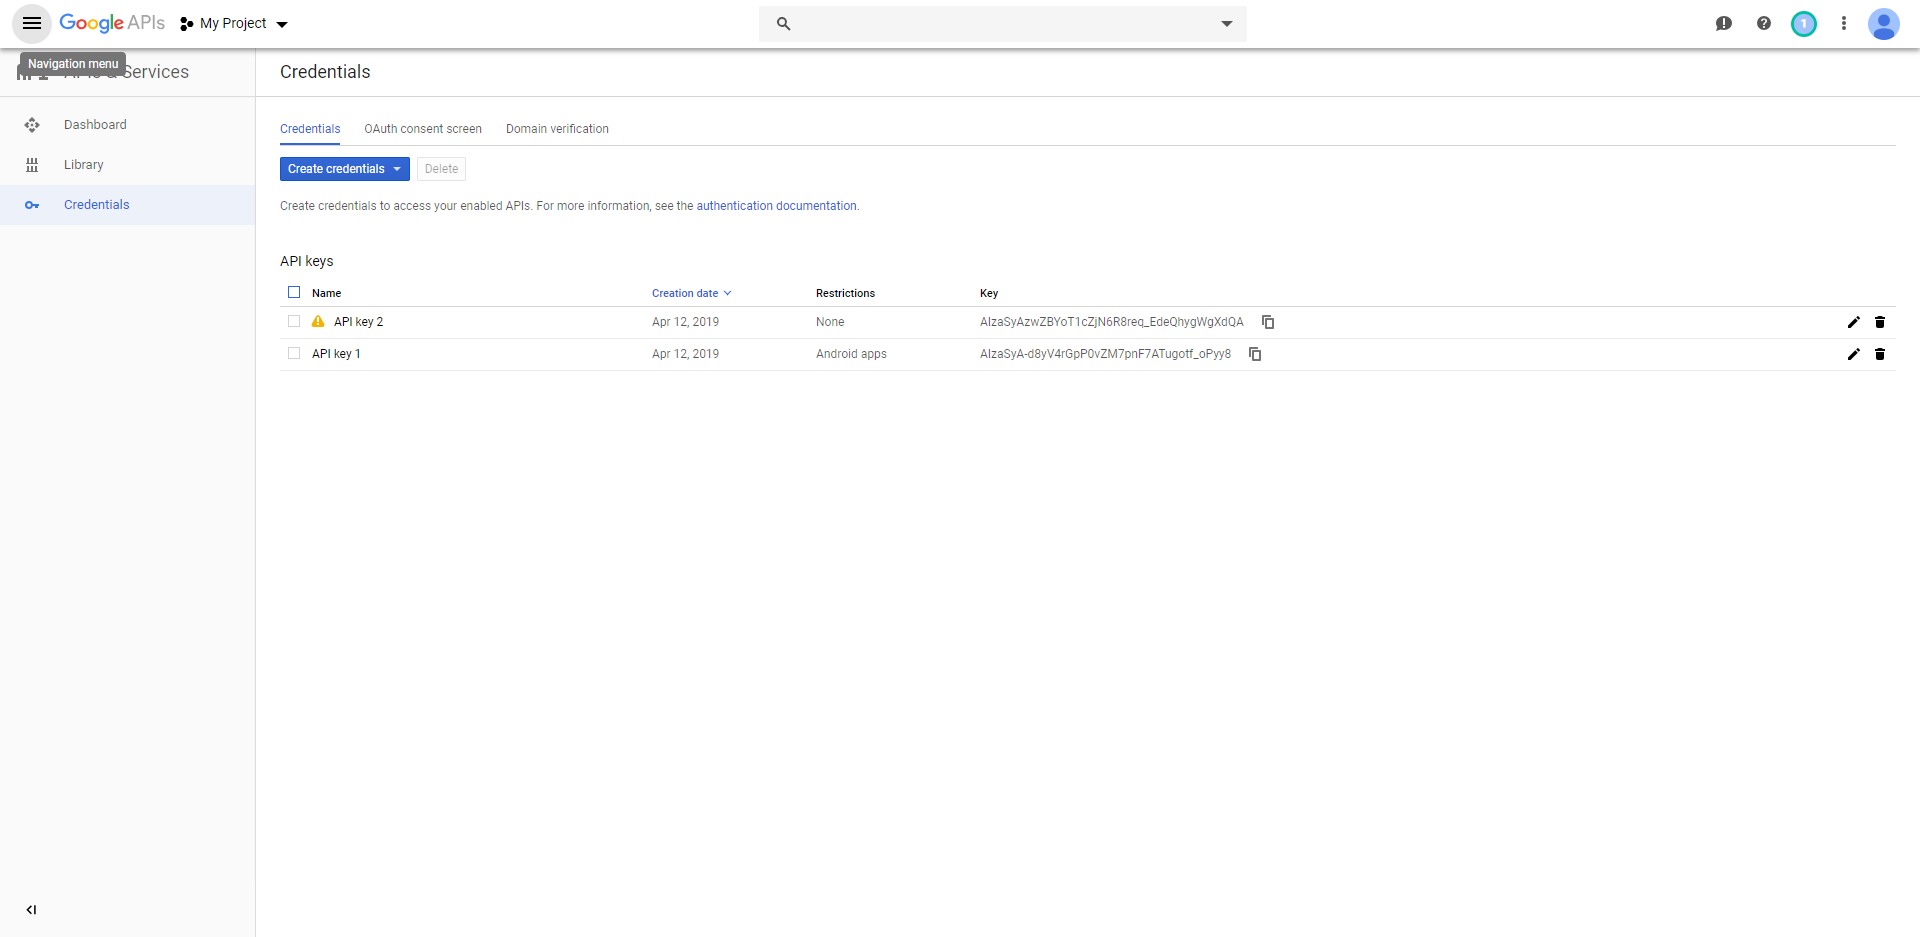 Google APIs My Project 1
Navigation menu
Services
Credentials
Dashboard
Library
Credentials
Credentials OAuth consent screen Domain verification
Create credentials Delete
Create credentials to access your enabled APIs. For more information, see the authentication documentation.
API keys
Name Creation date Restrictions Key
API key 2 Apr 12, 2019 None AIzaSyAzwZBYoT1cZjN6R8req_EdeQhygWgXdQA
API key 1 Apr 12, 2019 Android apps AIzaSyA-d8yV4rGpP0vZM7pnF7ATugotf_oPyy8